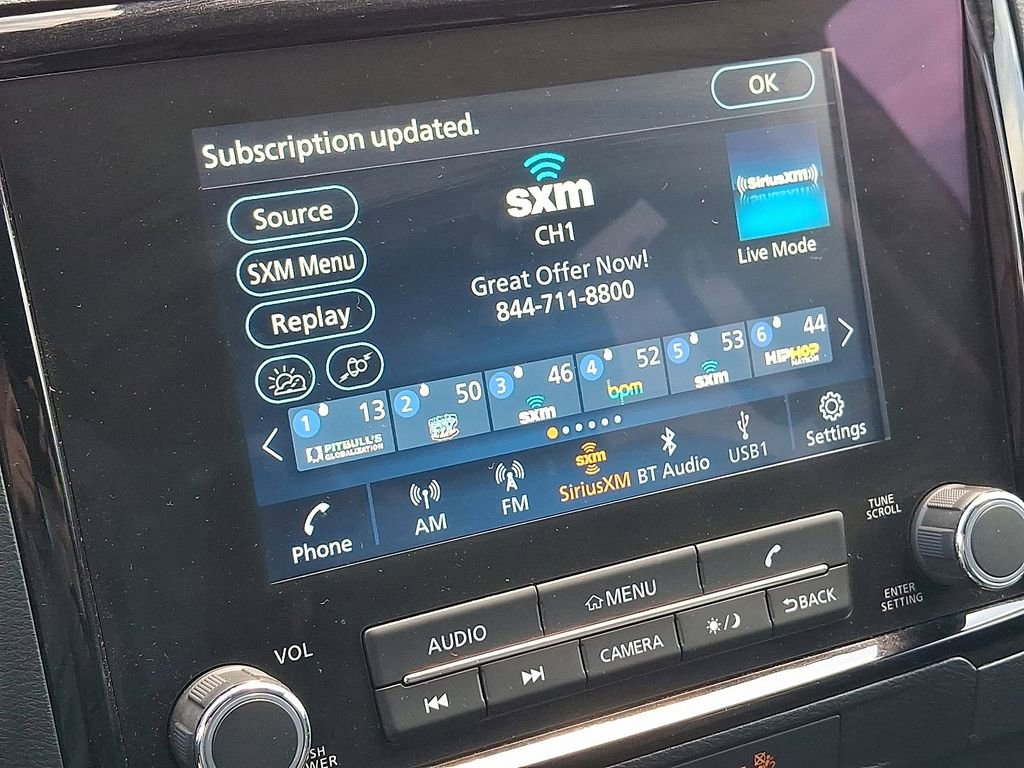 OK
Subscription updated.
Source
SXM Menu
Replay
sxm
CH1
Great Offer Now!
844-711-8800
((SiriusXM))
Live Mode
1 13
PITBULL'S
GLOBALIZATION
2 50
3 46
sxm
4 52
bpm
5 53
sxm
6 44
HIPHOP
NATION
Phone
AM
FM
sxm
SiriusXM
BT Audio
USB1
Settings
TUNE
SCROLL
ENTER
SETTING
VOL
AUDIO
MENU
CAMERA
BACK